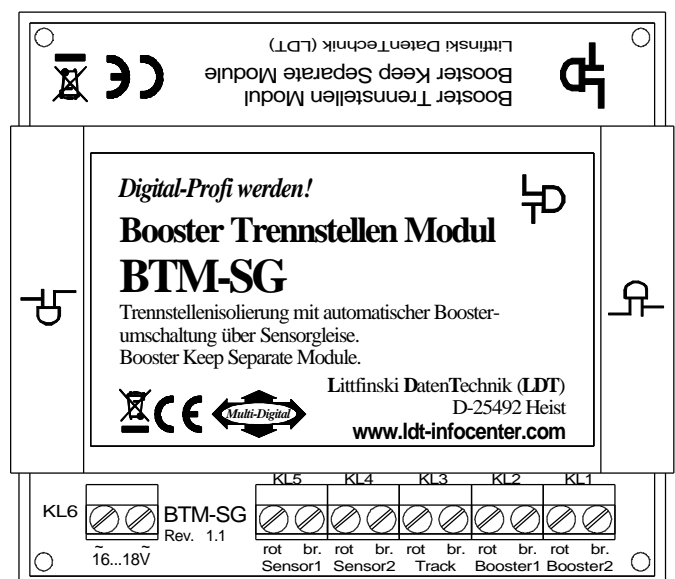 Littfinski DatenTechnik (LDT)
Booster Keep Separate Module
Booster Trennstellen Modul
Digital-Profi werden!
Booster Trennstellen Modul
BTM-SG
Trennstellenisolierung mit automatischer Booster-
umschaltung über Sensorgleise.
Booster Keep Separate Module.
Littfinski DatenTechnik (LDT)
D-25492 Heist
www.ldt-infocenter.com
CE Multi-Digital
KL5 KL4 KL3 KL2 KL1
KL6 BTM-SG
Rev. 1.1
~ ~
16...18V
rot br. rot br. rot br. rot br. rot br.
Sensor1 Sensor2 Track Booster1 Booster2